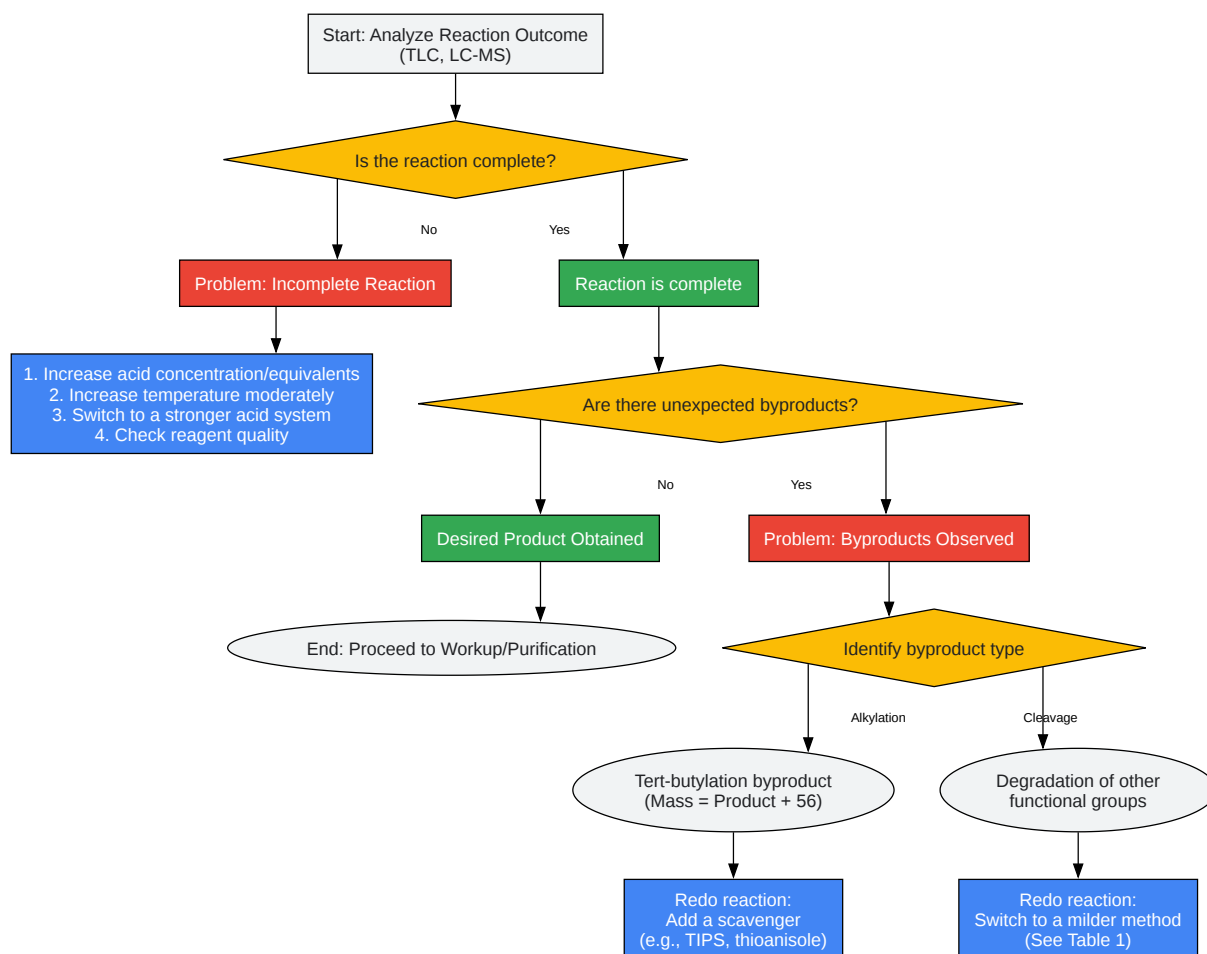 Start: Analyze Reaction Outcome
(TLC, LC-MS)
Is the reaction complete?
No
Yes
Problem: Incomplete Reaction
Reaction is complete
1. Increase acid concentration/equivalents
2. Increase temperature moderately
3. Switch to a stronger acid system
4. Check reagent quality
Are there unexpected byproducts?
No
Yes
Desired Product Obtained
Problem: Byproducts Observed
End: Proceed to Workup/Purification
Identify byproduct type
Alkylation
Cleavage
Tert-butylation byproduct
(Mass = Product + 56)
Degradation of other
functional groups
Redo reaction:
Add a scavenger
(e.g., TIPS, thioanisole)
Redo reaction:
Switch to a milder method
(See Table 1)